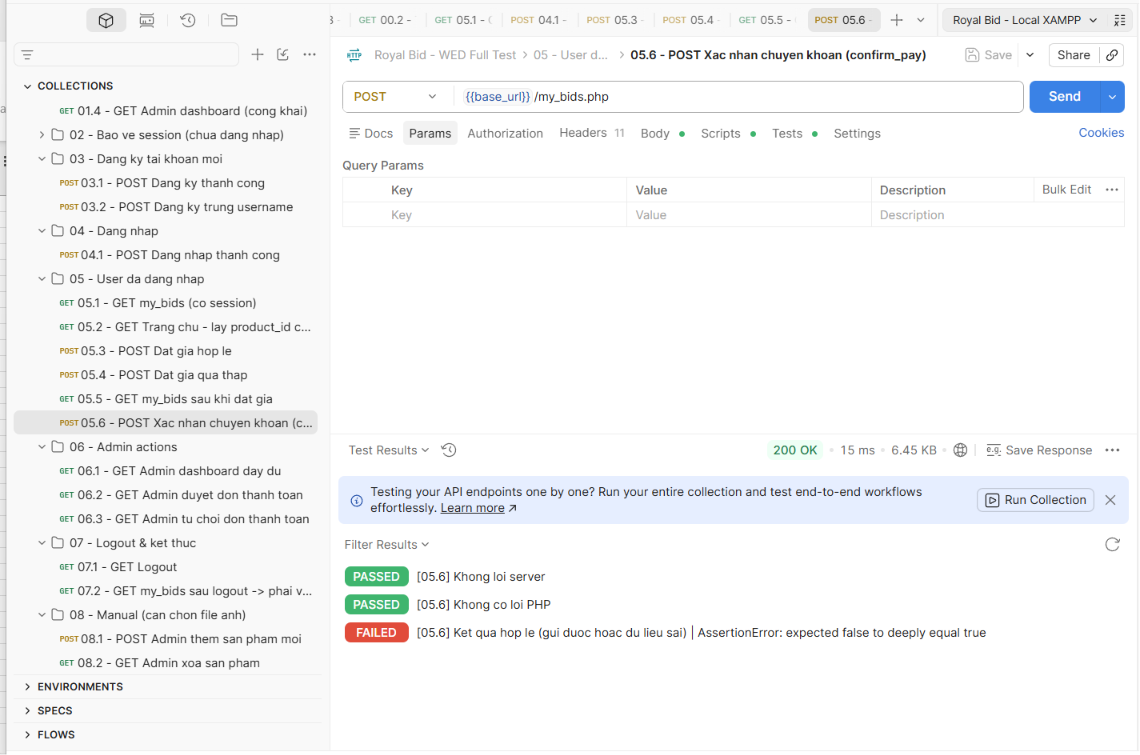 GET 00.2 -
GET 05.1 - (
POST 04.1 -
POST 05.3 -
POST 05.4 -
GET 05.5 -
POST 05.6 -
Royal Bid - Local XAMPP
Royal Bid - WED Full Test > 05 - User d... > 05.6 - POST Xac nhan chuyen khoan (confirm_pay)
Save
Share
COLLECTIONS
GET 01.4 - GET Admin dashboard (cong khai)
02 - Bao ve session (chua dang nhap)
03 - Dang ky tai khoan moi
POST 03.1 - POST Dang ky thanh cong
POST 03.2 - POST Dang ky trung username
04 - Dang nhap
POST 04.1 - POST Dang nhap thanh cong
05 - User da dang nhap
GET 05.1 - GET my_bids (co session)
GET 05.2 - GET Trang chu - lay product_id c...
POST 05.3 - POST Dat gia hop le
POST 05.4 - POST Dat gia qua thap
GET 05.5 - GET my_bids sau khi dat gia
POST 05.6 - POST Xac nhan chuyen khoan (c...
06 - Admin actions
GET 06.1 - GET Admin dashboard day du
GET 06.2 - GET Admin duyet don thanh toan
GET 06.3 - GET Admin tu choi don thanh toan
07 - Logout & ket thuc
GET 07.1 - GET Logout
GET 07.2 - GET my_bids sau logout -> phai v...
08 - Manual (can chon file anh)
POST 08.1 - POST Admin them san pham moi
GET 08.2 - GET Admin xoa san pham
ENVIRONMENTS
SPECS
FLOWS
HTTP
POST
{{base_url}} /my_bids.php
Send
Docs
Params
Authorization
Headers 11
Body
Scripts
Tests
Settings
Cookies
Query Params
Key Value Description Bulk Edit
Key Value Description
Test Results
200 OK
15 ms
6.45 KB
e.g. Save Response
Testing your API endpoints one by one? Run your entire collection and test end-to-end workflows
effortlessly. Learn more
Run Collection
Filter Results
PASSED [05.6] Khong loi server
PASSED [05.6] Khong co loi PHP
FAILED [05.6] Ket qua hop le (gui duoc hoac du lieu sai) | AssertionError: expected false to deeply equal true